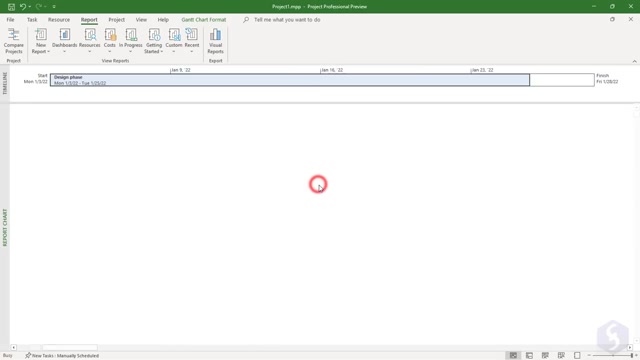 Project1.mpp - Project Professional Preview
File Task Resource Report Project View Help Gantt Chart Format Tell me what you want to do
Compare Project
New Report
Dashboards
Resources
Costs
In Progress
Getting Started
Custom
Recent
Visual Reports
Project View Reports Export
TIMELINE
Jan 9, '22 Jan 16, '22 Jan 23, '22
Start
Mon 1/3/22
Design phase
Mon 1/3/22 - Tue 1/25/22
Finish
Fri 1/28/22
REPORT CHART
Busy New Tasks - Manually Scheduled